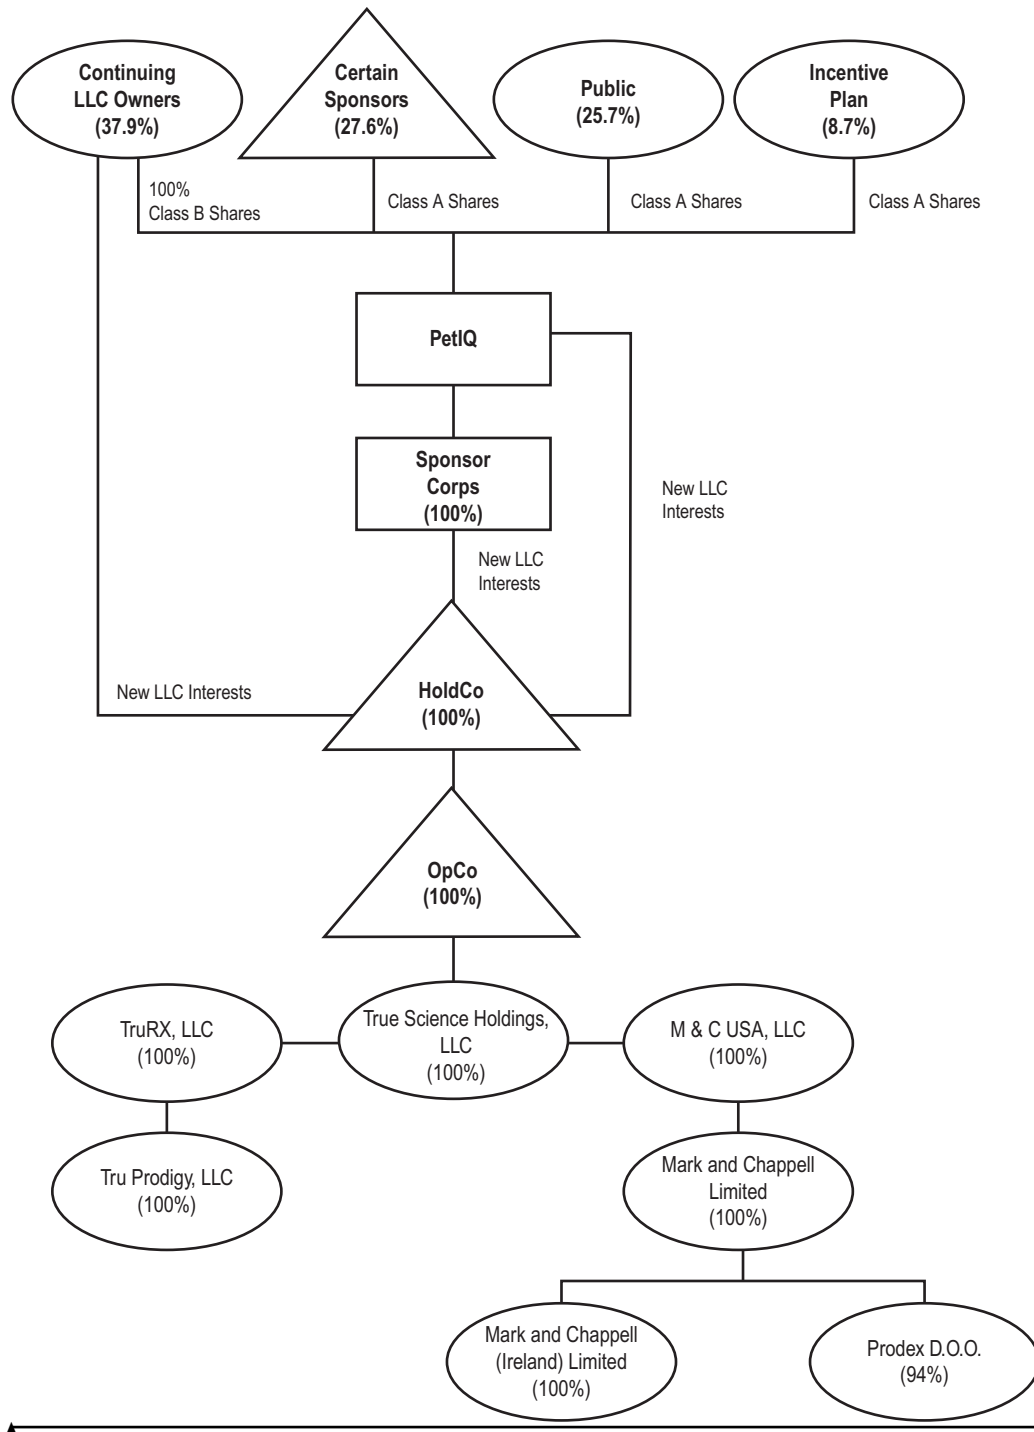 Continuing
LLC Owners
(37.9%)
Certain
Sponsors
(27.6%)
Public
(25.7%)
Incentive
Plan
(8.7%)
100%
Class B Shares
Class A Shares
Class A Shares
Class A Shares
PetIQ
Sponsor
Corps
(100%)
New LLC
Interests
New LLC
Interests
New LLC Interests
HoldCo
(100%)
OpCo
(100%)
TruRX, LLC
(100%)
True Science Holdings,
LLC
(100%)
M & C USA, LLC
(100%)
Tru Prodigy, LLC
(100%)
Mark and Chappell
Limited
(100%)
Mark and Chappell
(Ireland) Limited
(100%)
Prodex D.O.O.
(94%)